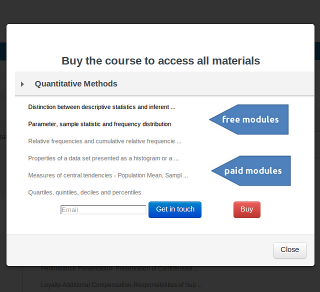 Buy the course to access all materials
Quantitative Methods
Distinction between descriptive statistics and inferent ...
Parameter, sample statistic and frequency distribution
free modules
Relative frequencies and cumulative relative frequencie ...
Properties of a data set presented as a histogram or a ...
Measures of central tendencies - Population Mean, Sampl ...
paid modules
Quartiles, quintiles, deciles and percentiles
Email
Get in touch
Buy
Close